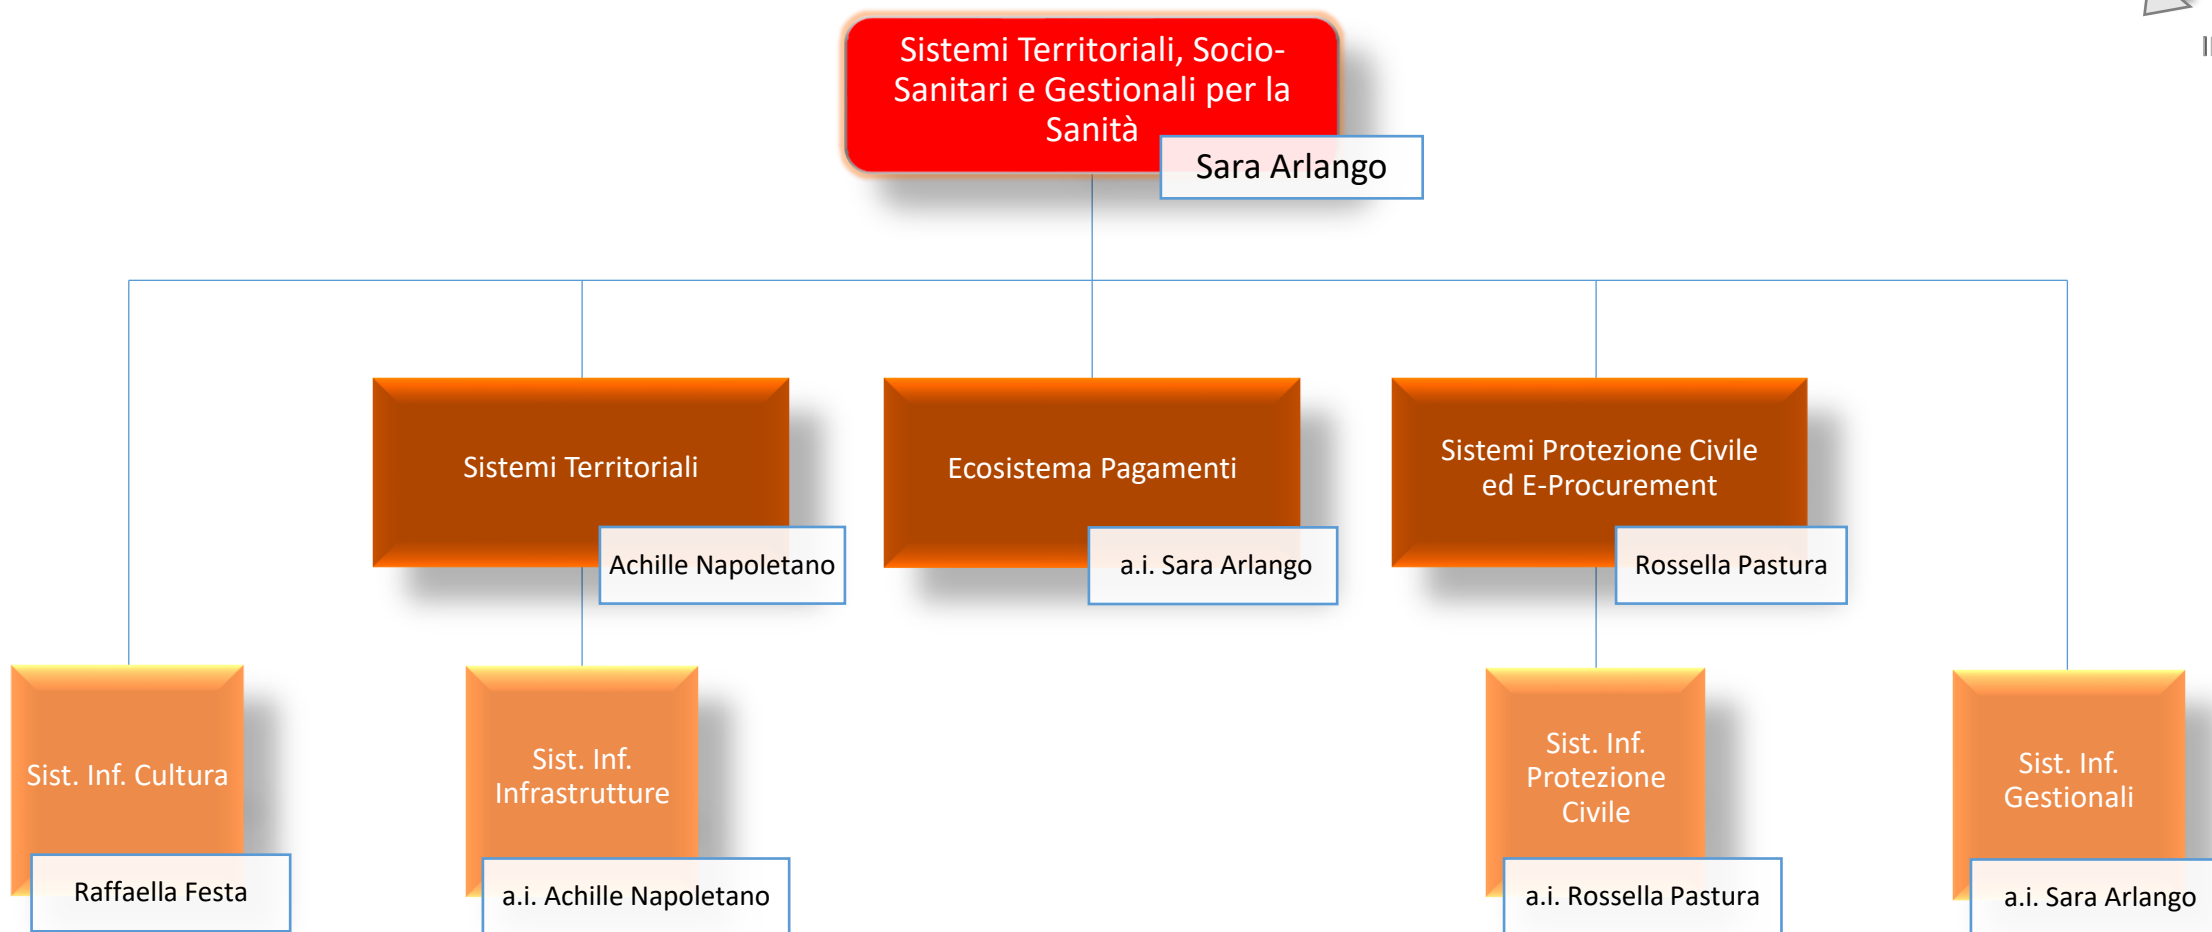 Sistemi Territoriali, Socio-
Sanitari e Gestionali per la
Sanità
Sara Arlango
Sistemi Territoriali
Achille Napoletano
Ecosistema Pagamenti
a.i. Sara Arlango
Sistemi Protezione Civile
ed E-Procurement
Rossella Pastura
Sist. Inf. Cultura
Raffaella Festa
Sist. Inf.
Infrastrutture
a.i. Achille Napoletano
Sist. Inf.
Protezione
Civile
a.i. Rossella Pastura
Sist. Inf.
Gestionali
a.i. Sara Arlango